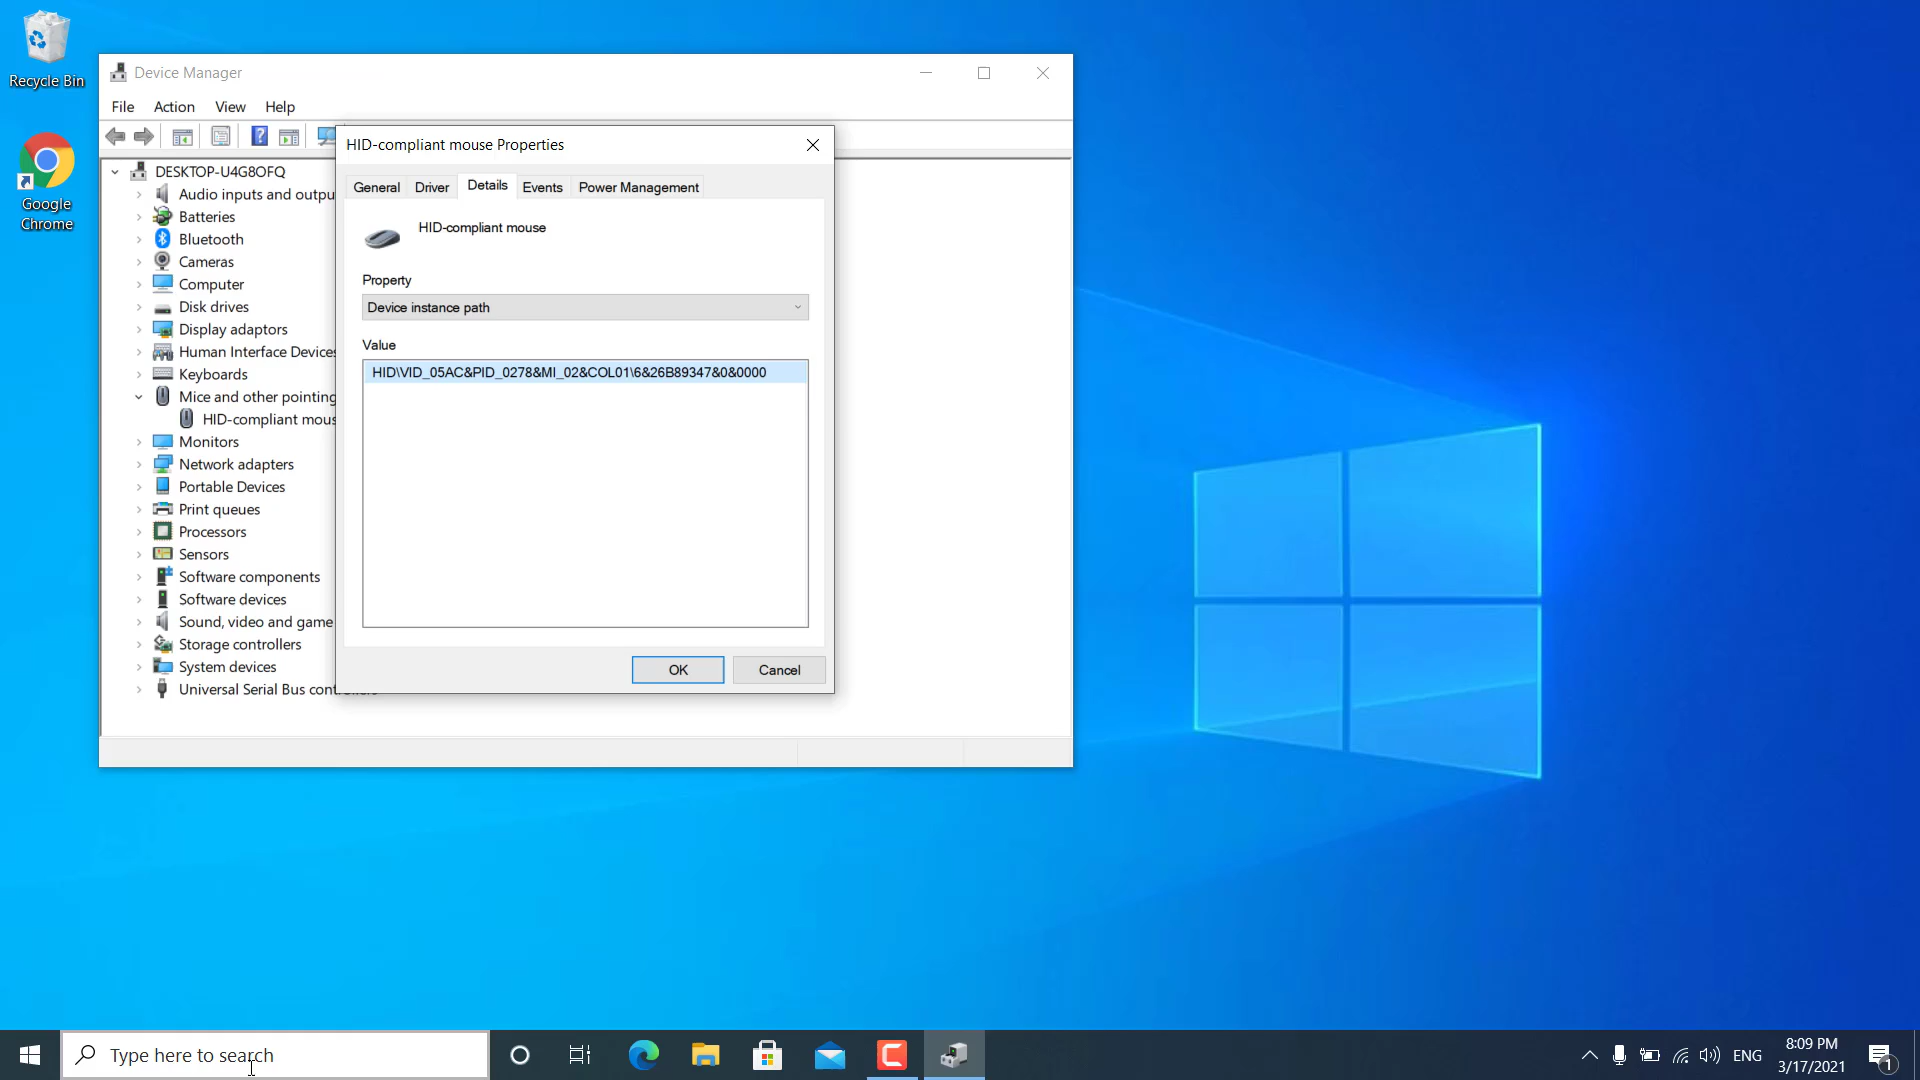 Recycle Bin
Google
Chrome
Device Manager
File Action View Help
DESKTOP-U4G8OFQ
Audio inputs and outpu
Batteries
Bluetooth
Cameras
Computer
Disk drives
Display adaptors
Human Interface Devices
Keyboards
Mice and other pointing
HID-compliant mous
Monitors
Network adapters
Portable Devices
Print queues
Processors
Sensors
Software components
Software devices
Sound, video and game
Storage controllers
System devices
Universal Serial Bus cont
HID-compliant mouse Properties
General Driver Details Events Power Management
HID-compliant mouse
Property
Device instance path
Value
HID\VID_05AC&PID_0278&MI_02&COL01\6&26B89347&0&0000
OK Cancel
Type here to search
ENG
8:09 PM
3/17/2021
1